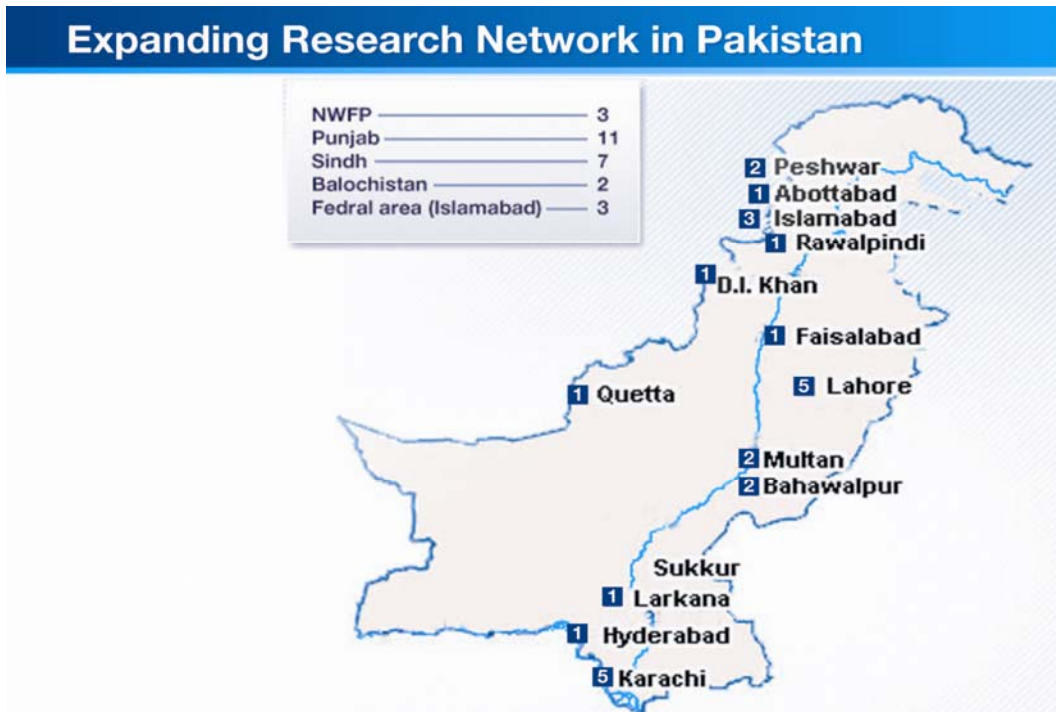 Expanding Research Network in Pakistan
NWFP 3
Punjab 11
Sindh 7
Balochistan 2
Fedral area (Islamabad) 3
2 Peshwar
1 Abottabad
3 Islamabad
1 Rawalpindi
1 D.I. Khan
1 Faisalabad
5 Lahore
1 Quetta
2 Multan
2 Bahawalpur
Sukkur
1 Larkana
1 Hyderabad
5 Karachi